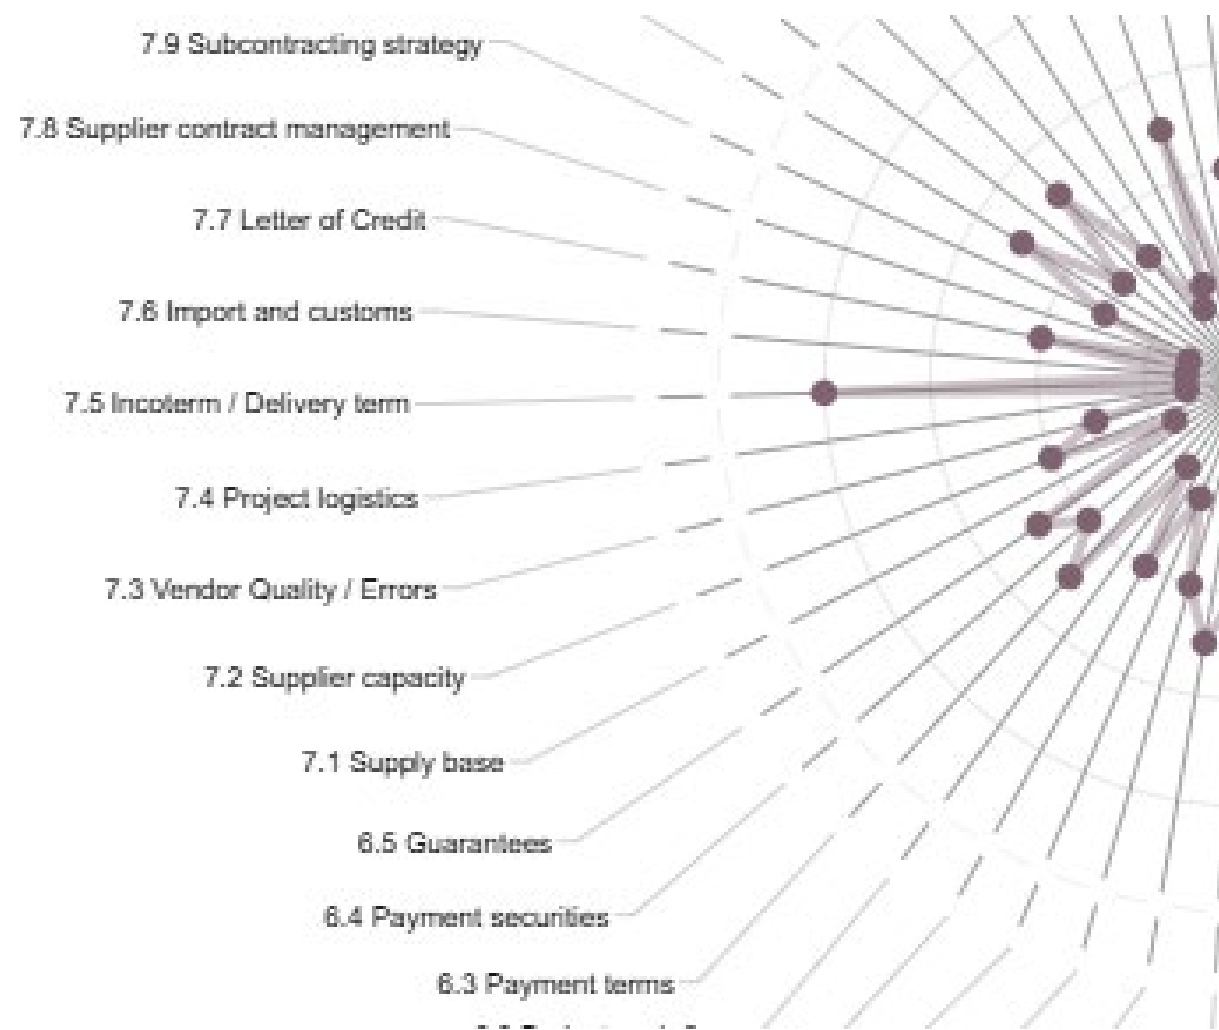 7.9 Subcontracting strategy
7.8 Supplier contract management
7.7 Letter of Credit
7.6 Import and customs
7.5 Incoterm / Delivery term
7.4 Project logistics
7.3 Vendor Quality / Errors
7.2 Supplier capacity
7.1 Supply base
6.5 Guarantees
6.4 Payment securities
6.3 Payment terms